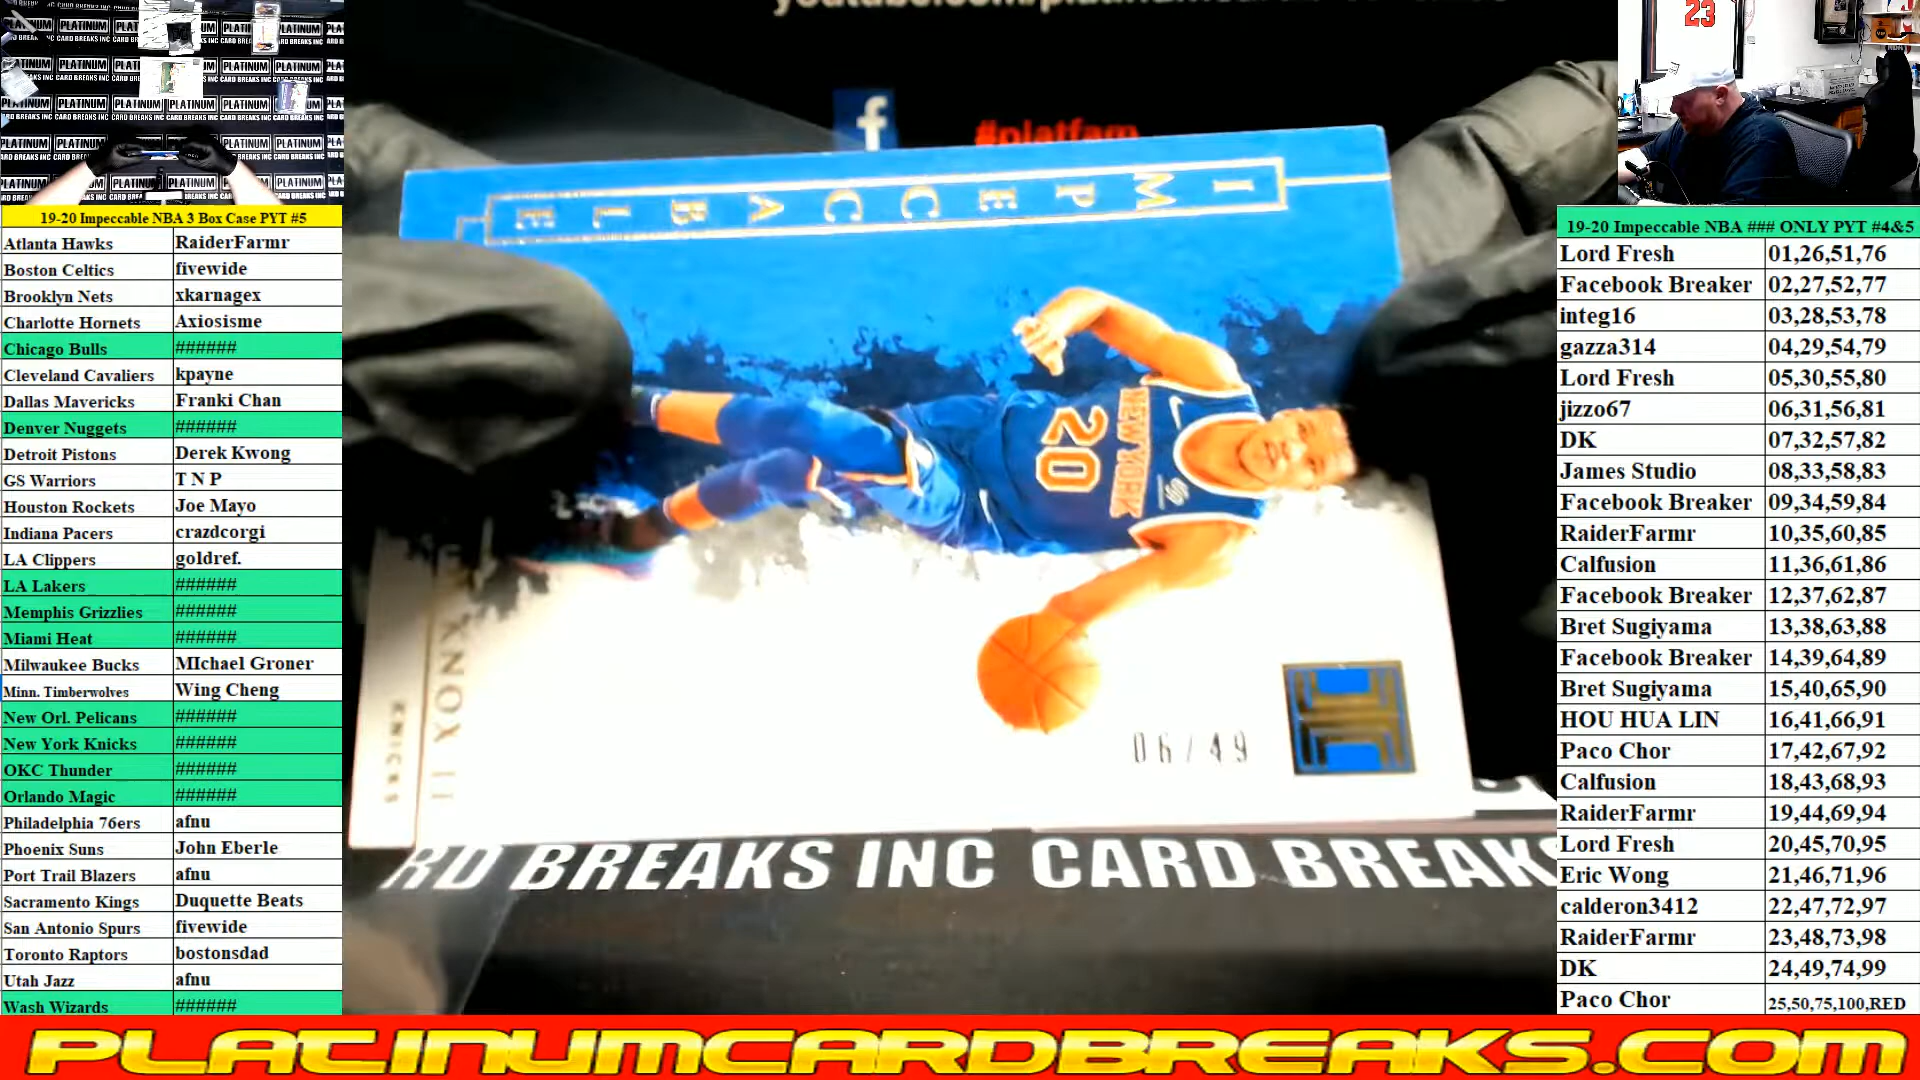 youtube.com/platinumcardbreaks
f
#platfam
IMPECCABLE
NEW YORK
20
KNOX II
KNICKS
06/49
RD BREAKS INC CARD BREAKS
23
19-20 Impeccable NBA 3 Box Case PYT #5
Atlanta Hawks RaiderFarmr
Boston Celtics fivewide
Brooklyn Nets xkarnagex
Charlotte Hornets Axiosisme
Chicago Bulls ######
Cleveland Cavaliers kpayne
Dallas Mavericks Franki Chan
Denver Nuggets ######
Detroit Pistons Derek Kwong
GS Warriors T N P
Houston Rockets Joe Mayo
Indiana Pacers crazdcorgi
LA Clippers goldref.
LA Lakers ######
Memphis Grizzlies ######
Miami Heat ######
Milwaukee Bucks MIchael Groner
Minn. Timberwolves Wing Cheng
New Orl. Pelicans ######
New York Knicks ######
OKC Thunder ######
Orlando Magic ######
Philadelphia 76ers afnu
Phoenix Suns John Eberle
Port Trail Blazers afnu
Sacramento Kings Duquette Beats
San Antonio Spurs fivewide
Toronto Raptors bostonsdad
Utah Jazz afnu
Wash Wizards ######
19-20 Impeccable NBA ### ONLY PYT #4&5
Lord Fresh 01,26,51,76
Facebook Breaker 02,27,52,77
integ16 03,28,53,78
gazza314 04,29,54,79
Lord Fresh 05,30,55,80
jizzo67 06,31,56,81
DK 07,32,57,82
James Studio 08,33,58,83
Facebook Breaker 09,34,59,84
RaiderFarmr 10,35,60,85
Calfusion 11,36,61,86
Facebook Breaker 12,37,62,87
Bret Sugiyama 13,38,63,88
Facebook Breaker 14,39,64,89
Bret Sugiyama 15,40,65,90
HOU HUA LIN 16,41,66,91
Paco Chor 17,42,67,92
Calfusion 18,43,68,93
RaiderFarmr 19,44,69,94
Lord Fresh 20,45,70,95
Eric Wong 21,46,71,96
calderon3412 22,47,72,97
RaiderFarmr 23,48,73,98
DK 24,49,74,99
Paco Chor 25,50,75,100,RED
PLATINUMCARDBREAKS.COM